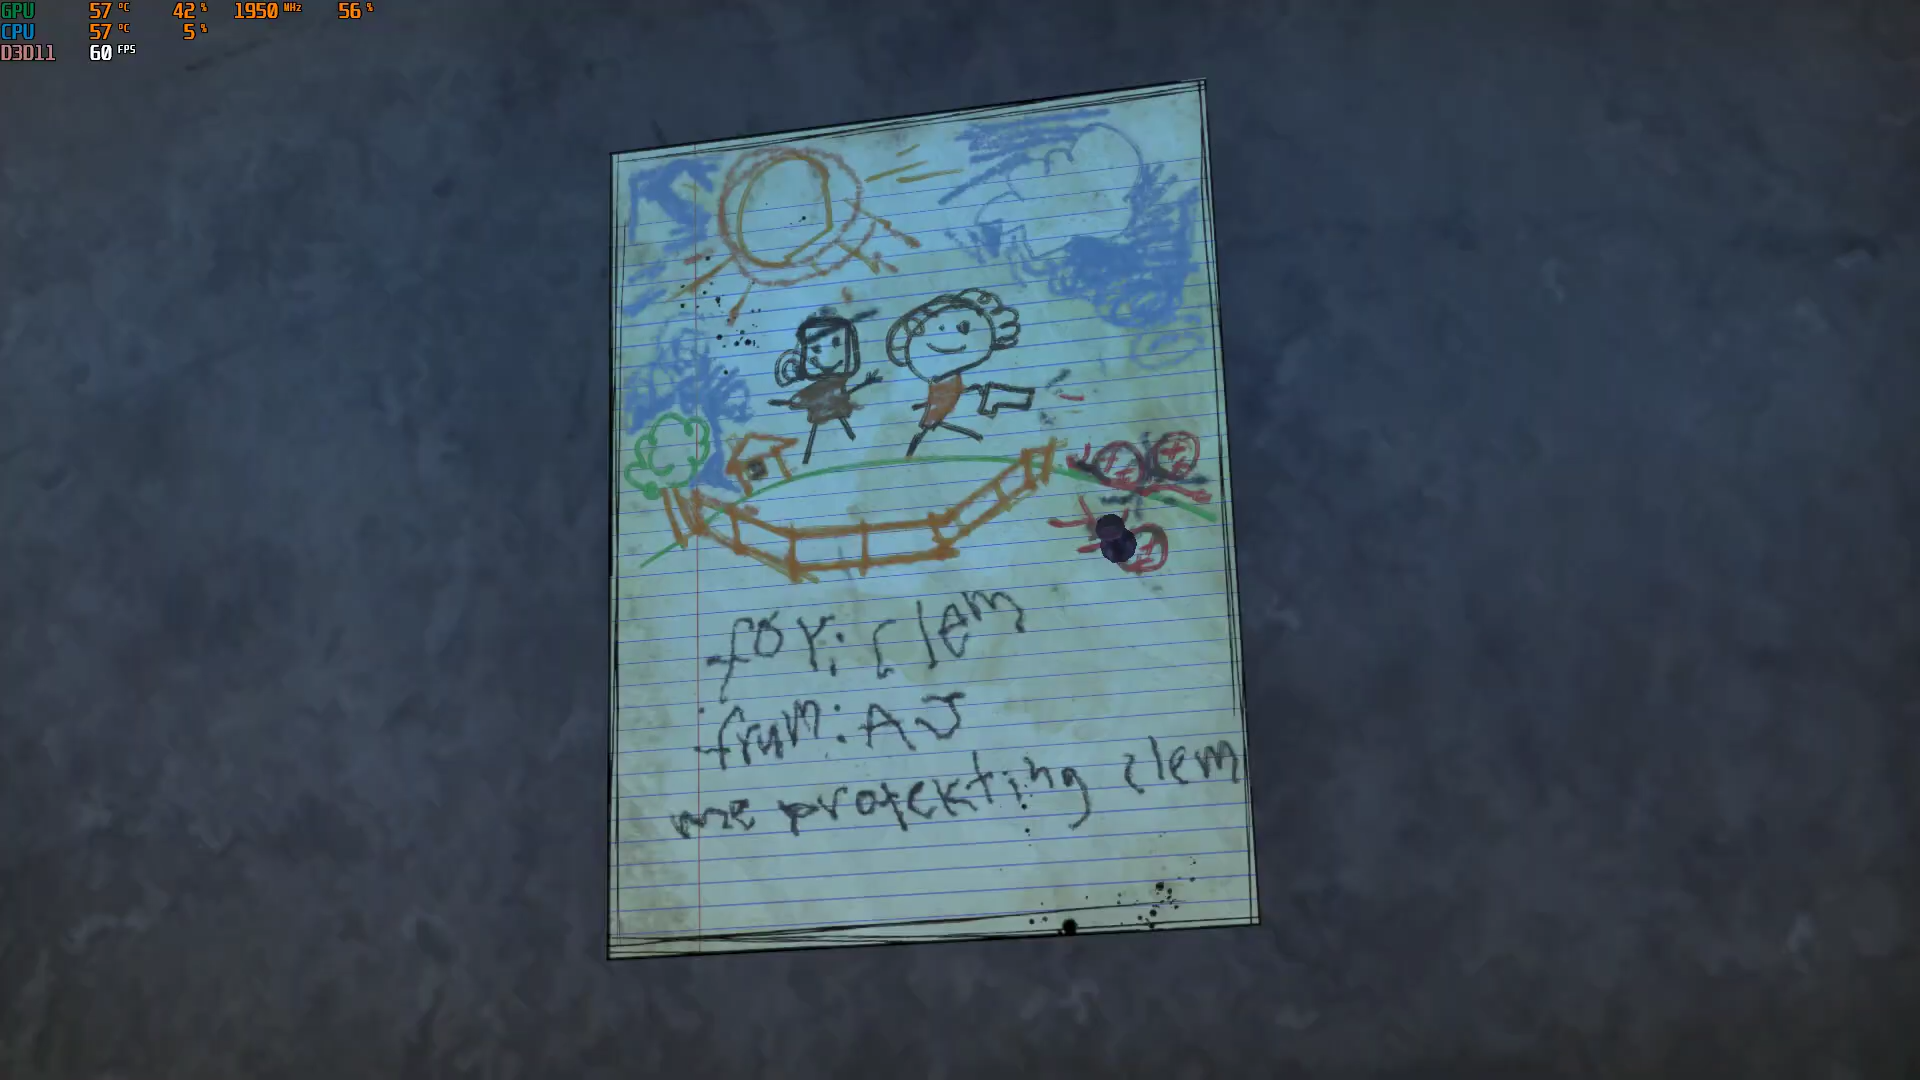 GPU 57 °C 42 % 1950 MHz 56 %
CPU 57 °C 5 %
D3D11 60 FPS
for: clem
frum: AJ
me protekting clem